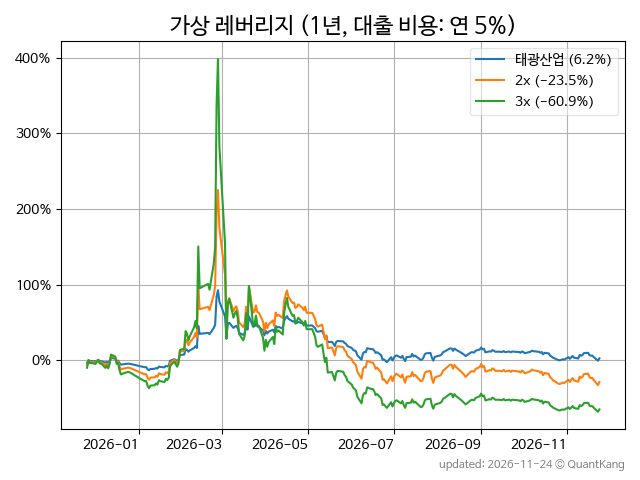 가상 레버리지 (1년, 대출 비용: 연 5%)
태광산업 (6.2%)
2x (−23.5%)
3x (−60.9%)
400%
300%
200%
100%
0%
2026-01
2026-03
2026-05
2026-07
2026-09
2026-11
updated: 2026-11-24 © QuantKang